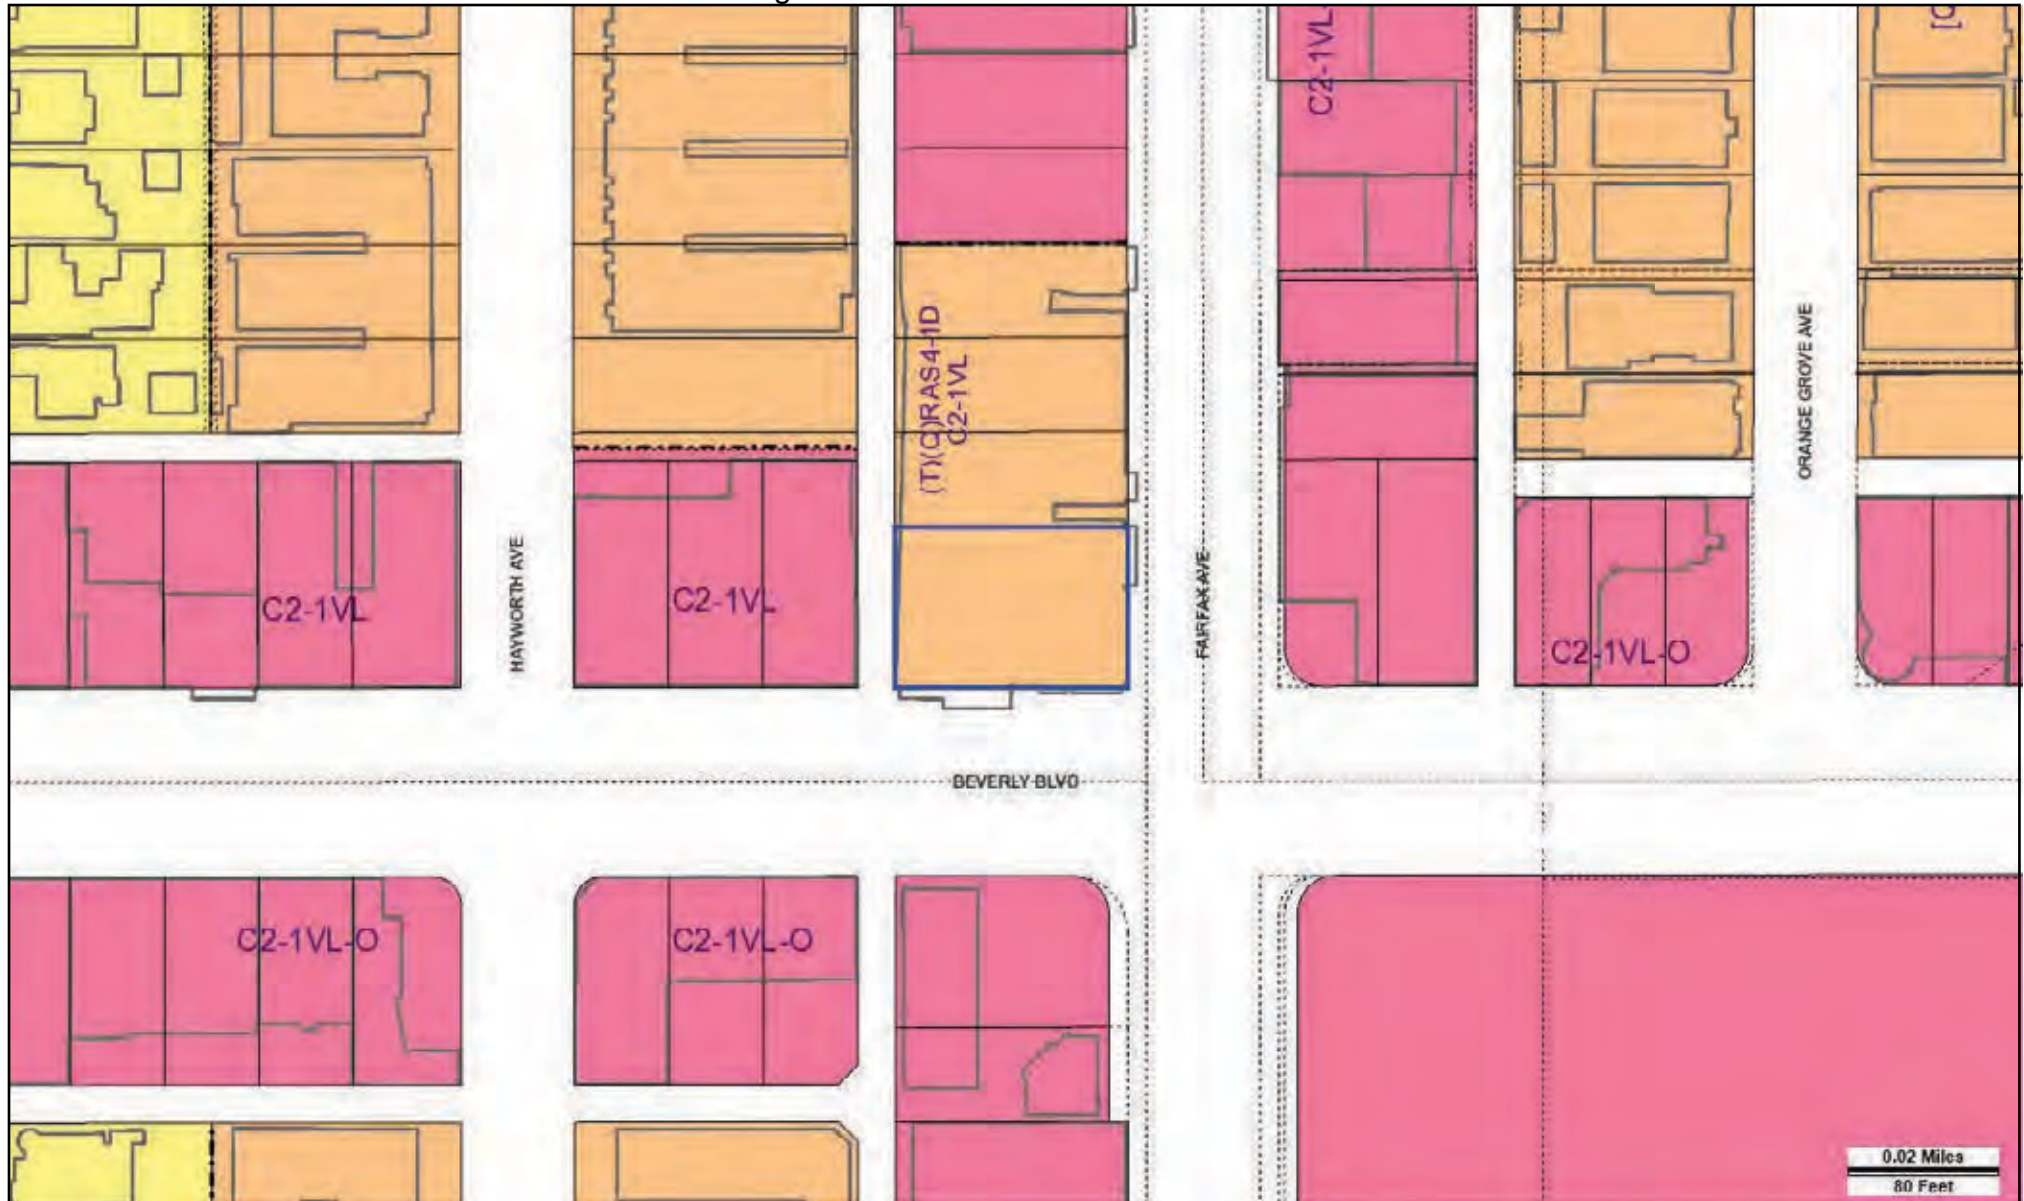 C2-1VL
(T)(Q)RAS4-1D
C2-1VL
ORANGE GROVE AVE
HAYWORTH AVE
FAIRFAX AVE
C2-1VL
C2-1VL
C2-1VL-O
BEVERLY BLVD
C2-1VL-O
C2-1VL-O
0.02 Miles
80 Feet